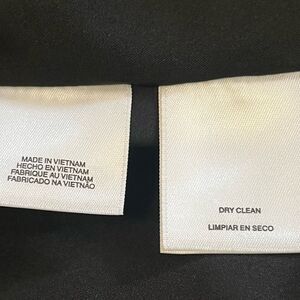 MADE IN VIETNAM
HECHO EN VIETNAM
FABRIQUE AU VIETNAM
FABRICADO NA VIETNÃO
DRY CLEAN
LIMPIAR EN SECO